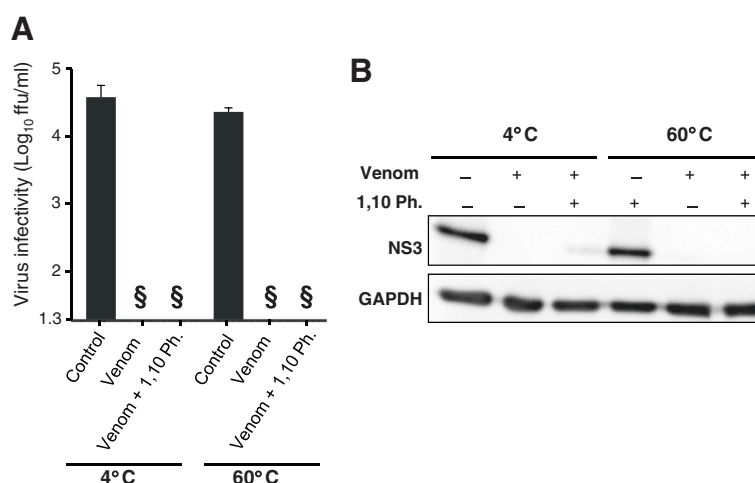 A
Virus infectivity (Log10 ffu/ml)
5
4
3
2
1.3
§ § § §
Control
Venom
Venom + 1,10 Ph.
Control
Venom
Venom + 1,10 Ph.
4°C
60°C
B
4°C 60°C
Venom – + + – + +
1,10 Ph. – – + + – +
NS3
GAPDH